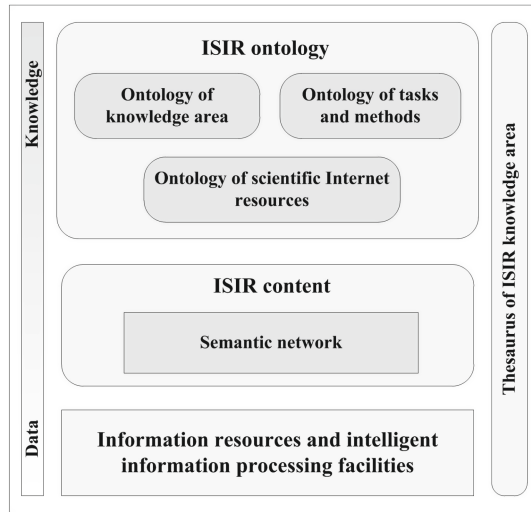 Knowledge
Data
ISIR ontology
Ontology of
knowledge area
Ontology of tasks
and methods
Ontology of scientific Internet
resources
ISIR content
Semantic network
Information resources and intelligent
information processing facilities
Thesaurus of ISIR knowledge area